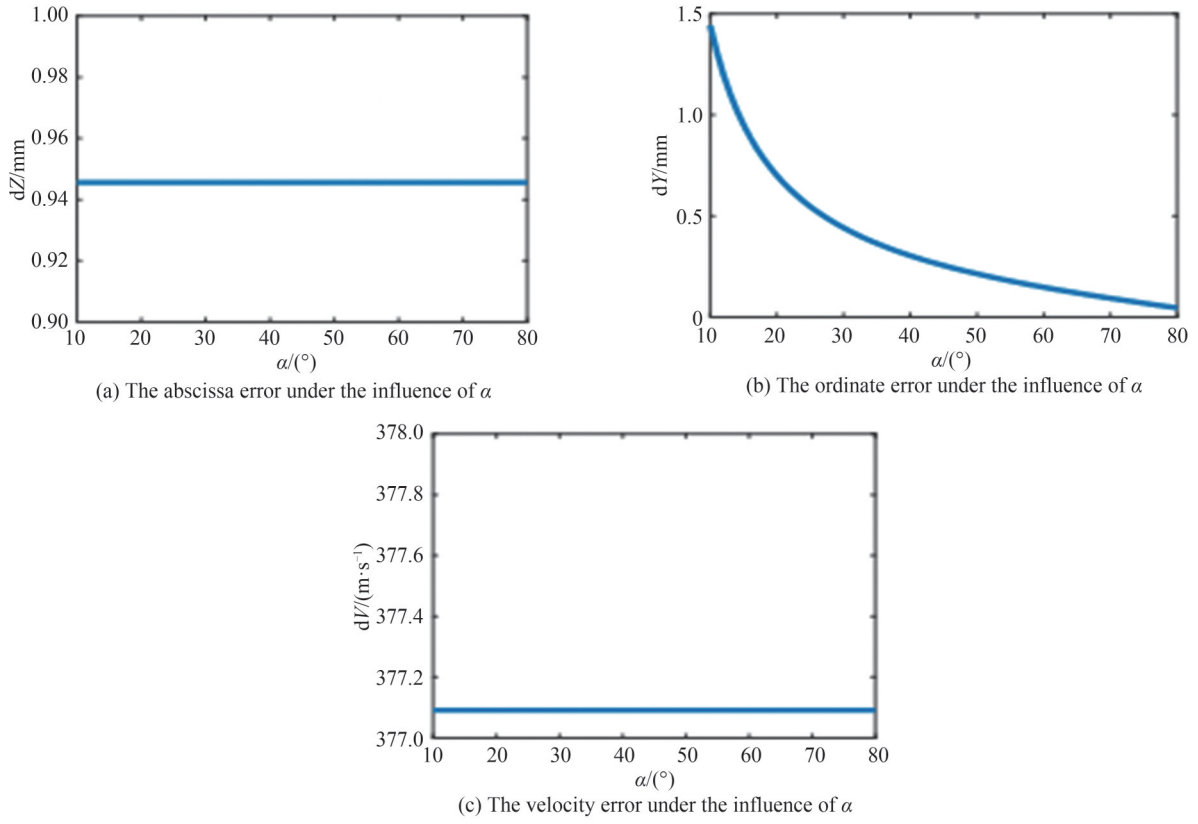 1.00
0.98
0.96
0.94
0.92
0.90
dZ/mm
10 20 30 40 50 60 70 80
α/(°)
(a) The abscissa error under the influence of α
1.5
1.0
0.5
0
dY/mm
10 20 30 40 50 60 70 80
α/(°)
(b) The ordinate error under the influence of α
378.0
377.8
377.6
377.4
377.2
377.0
dV/(m·s⁻¹)
10 20 30 40 50 60 70 80
α/(°)
(c) The velocity error under the influence of α